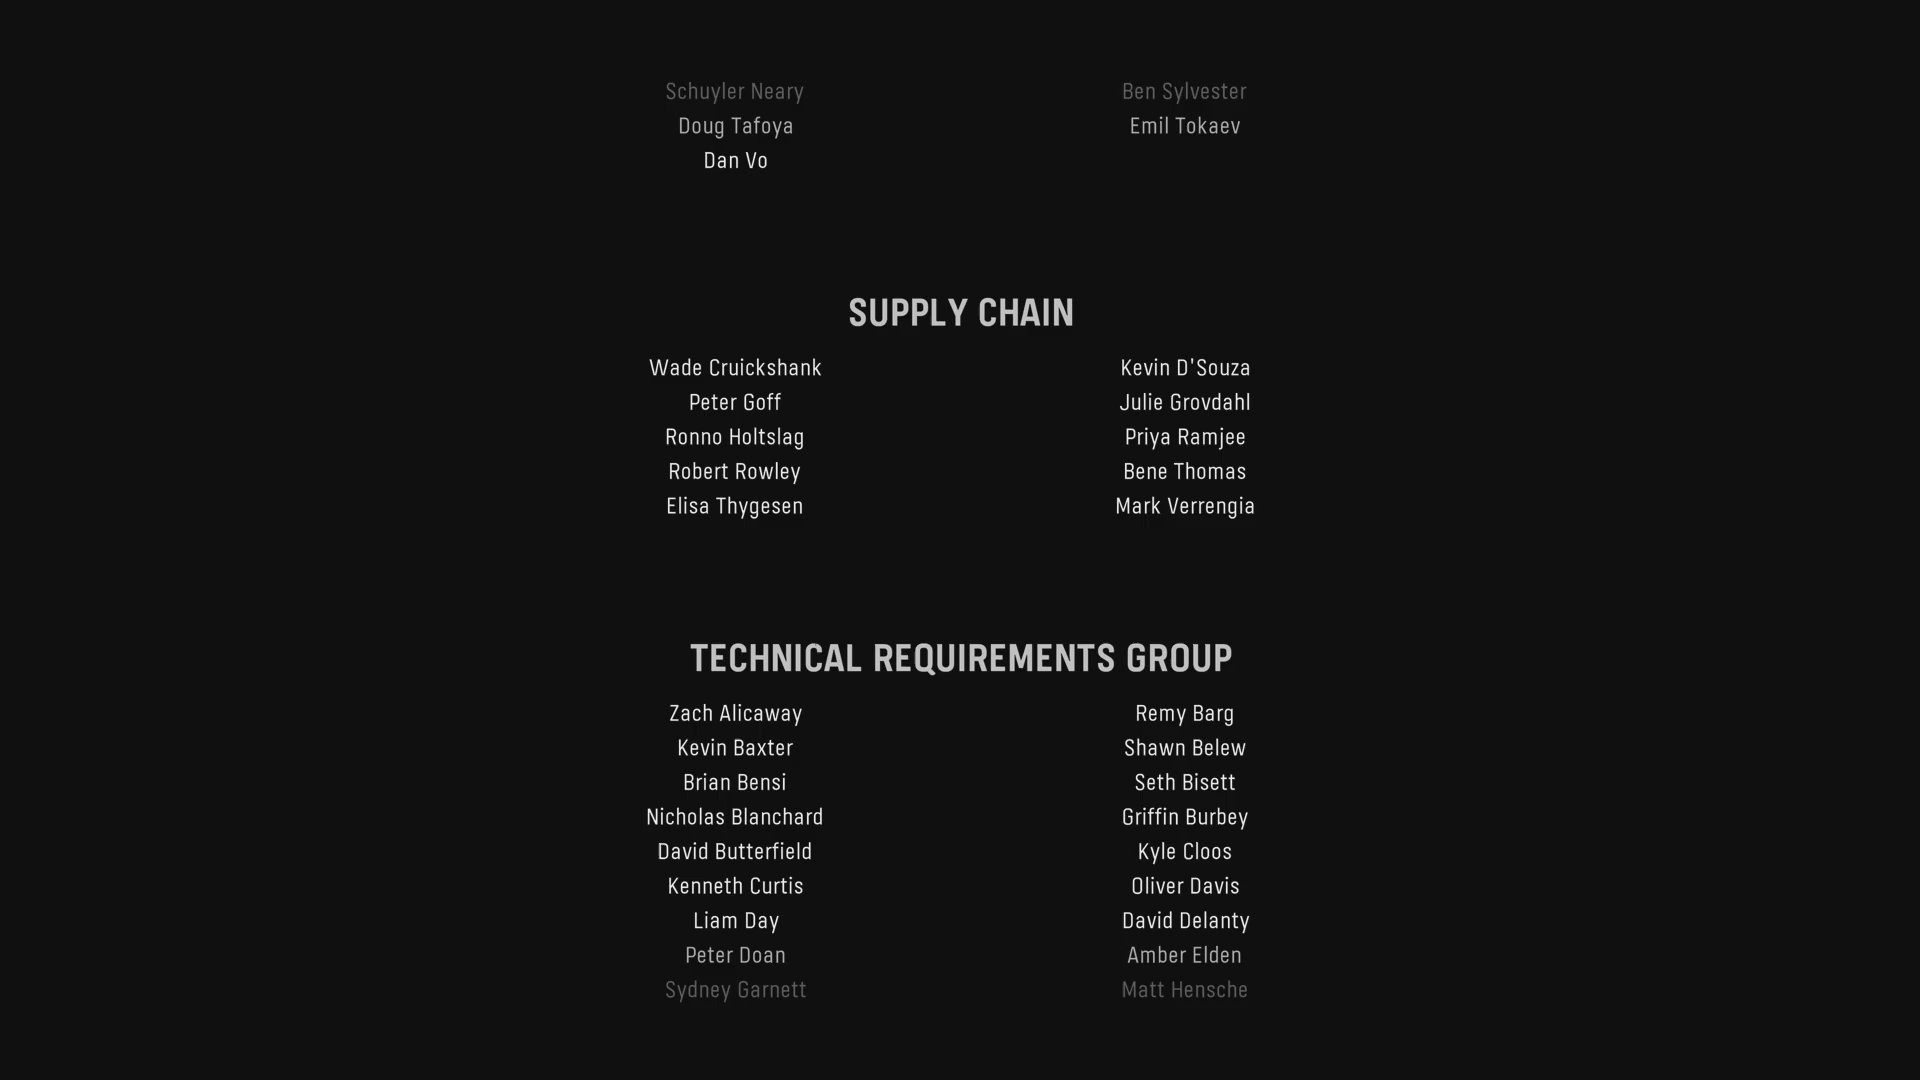 Schuyler Neary Ben Sylvester
Doug Tafoya Emil Tokaev
Dan Vo
SUPPLY CHAIN
Wade Cruickshank Kevin D'Souza
Peter Goff Julie Grovdahl
Ronno Holtslag Priya Ramjee
Robert Rowley Bene Thomas
Elisa Thygesen Mark Verrengia
TECHNICAL REQUIREMENTS GROUP
Zach Alicaway Remy Barg
Kevin Baxter Shawn Belew
Brian Bensi Seth Bisett
Nicholas Blanchard Griffin Burbey
David Butterfield Kyle Cloos
Kenneth Curtis Oliver Davis
Liam Day David Delanty
Peter Doan Amber Elden
Sydney Garnett Matt Hensche